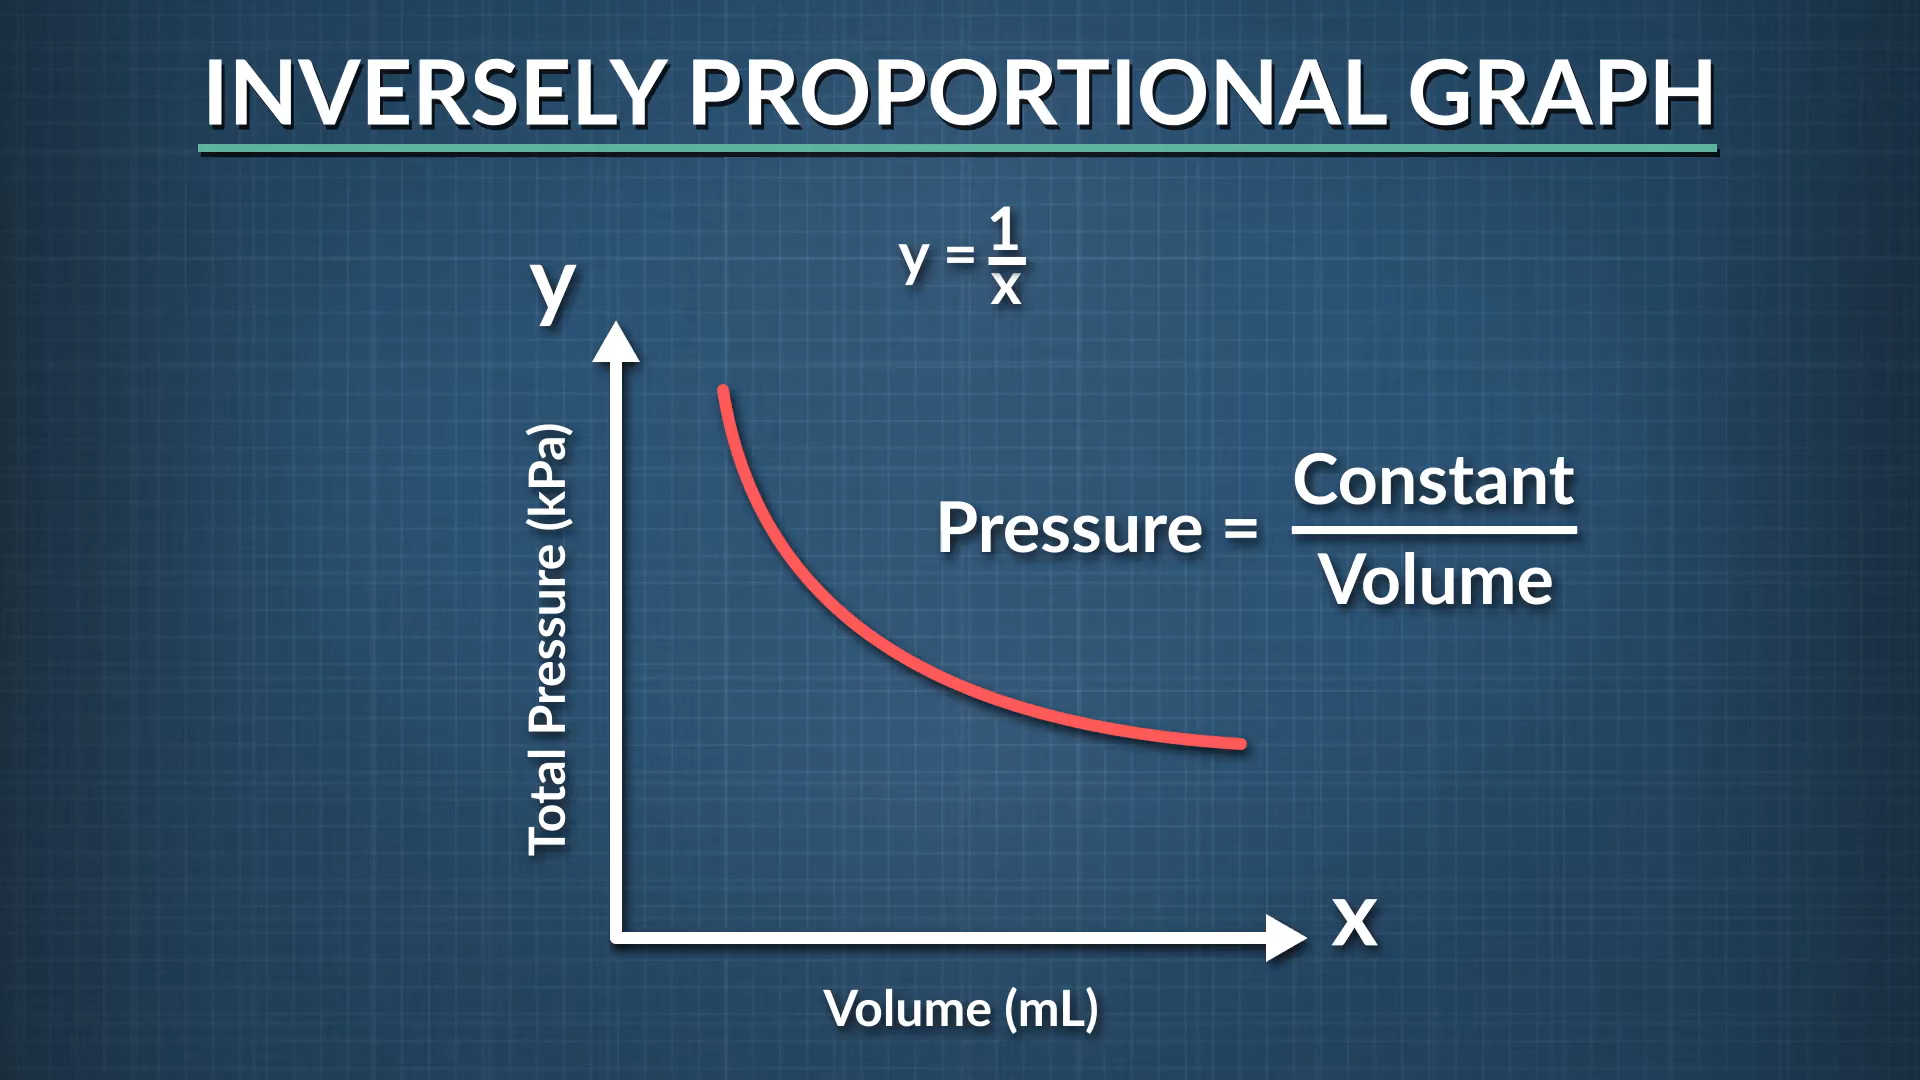 INVERSELY PROPORTIONAL GRAPH
y = 1/x
y
Total Pressure (kPa)
Pressure = Constant/Volume
x
Volume (mL)